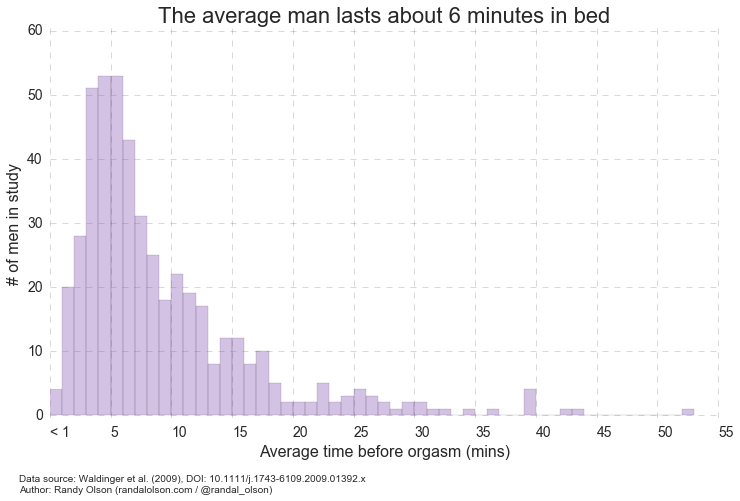 The average man lasts about 6 minutes in bed
60
50
40
30
20
10
0
# of men in study
< 1 5 10 15 20 25 30 35 40 45 50 55
Average time before orgasm (mins)
Data source: Waldinger et al. (2009), DOI: 10.1111/j.1743-6109.2009.01392.x
Author: Randy Olson (randalolson.com / @randal_olson)